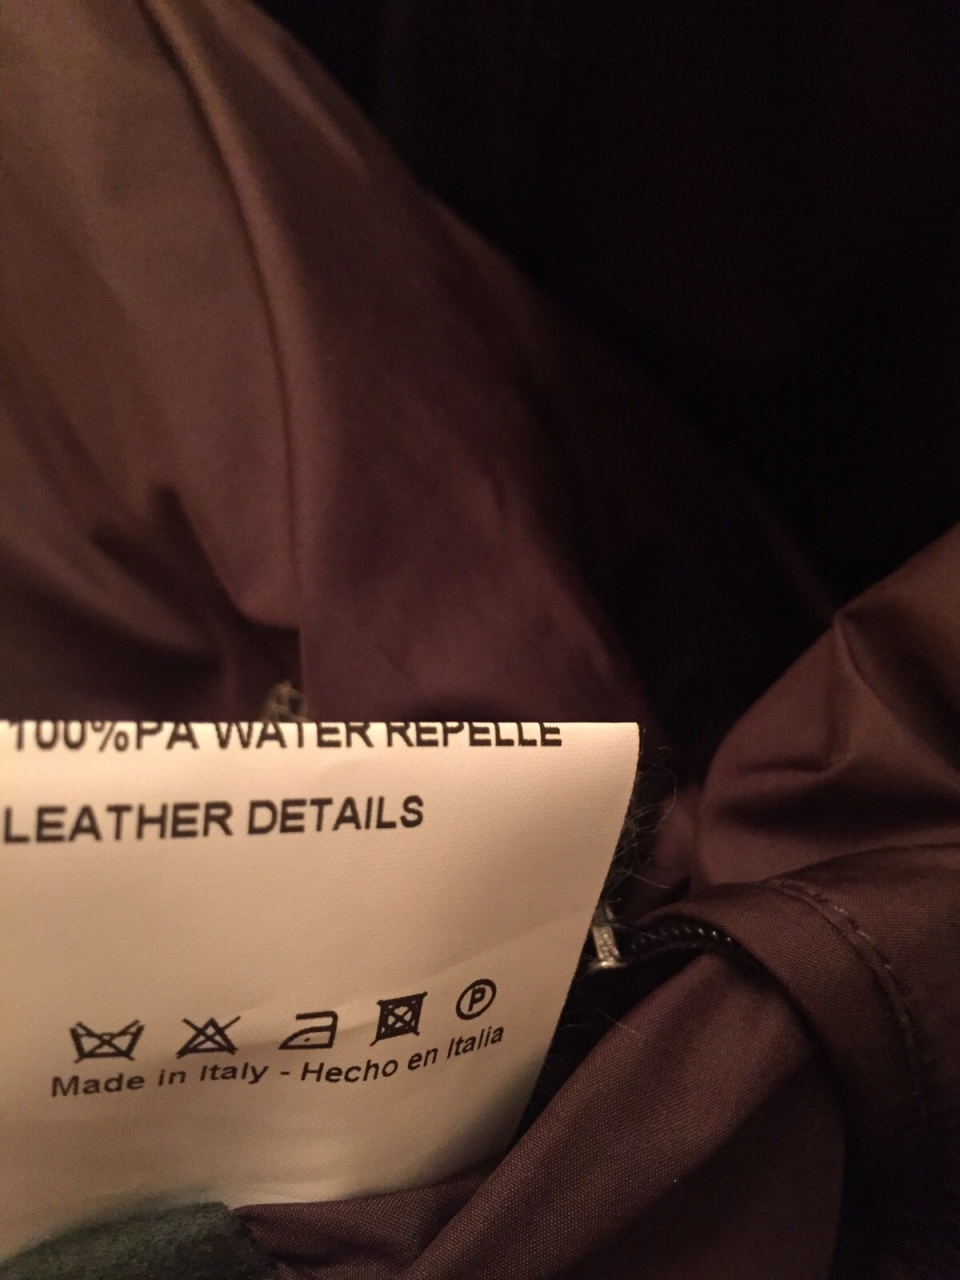 100%PA WATER REPELLE
LEATHER DETAILS
P
Made in Italy - Hecho en Italia